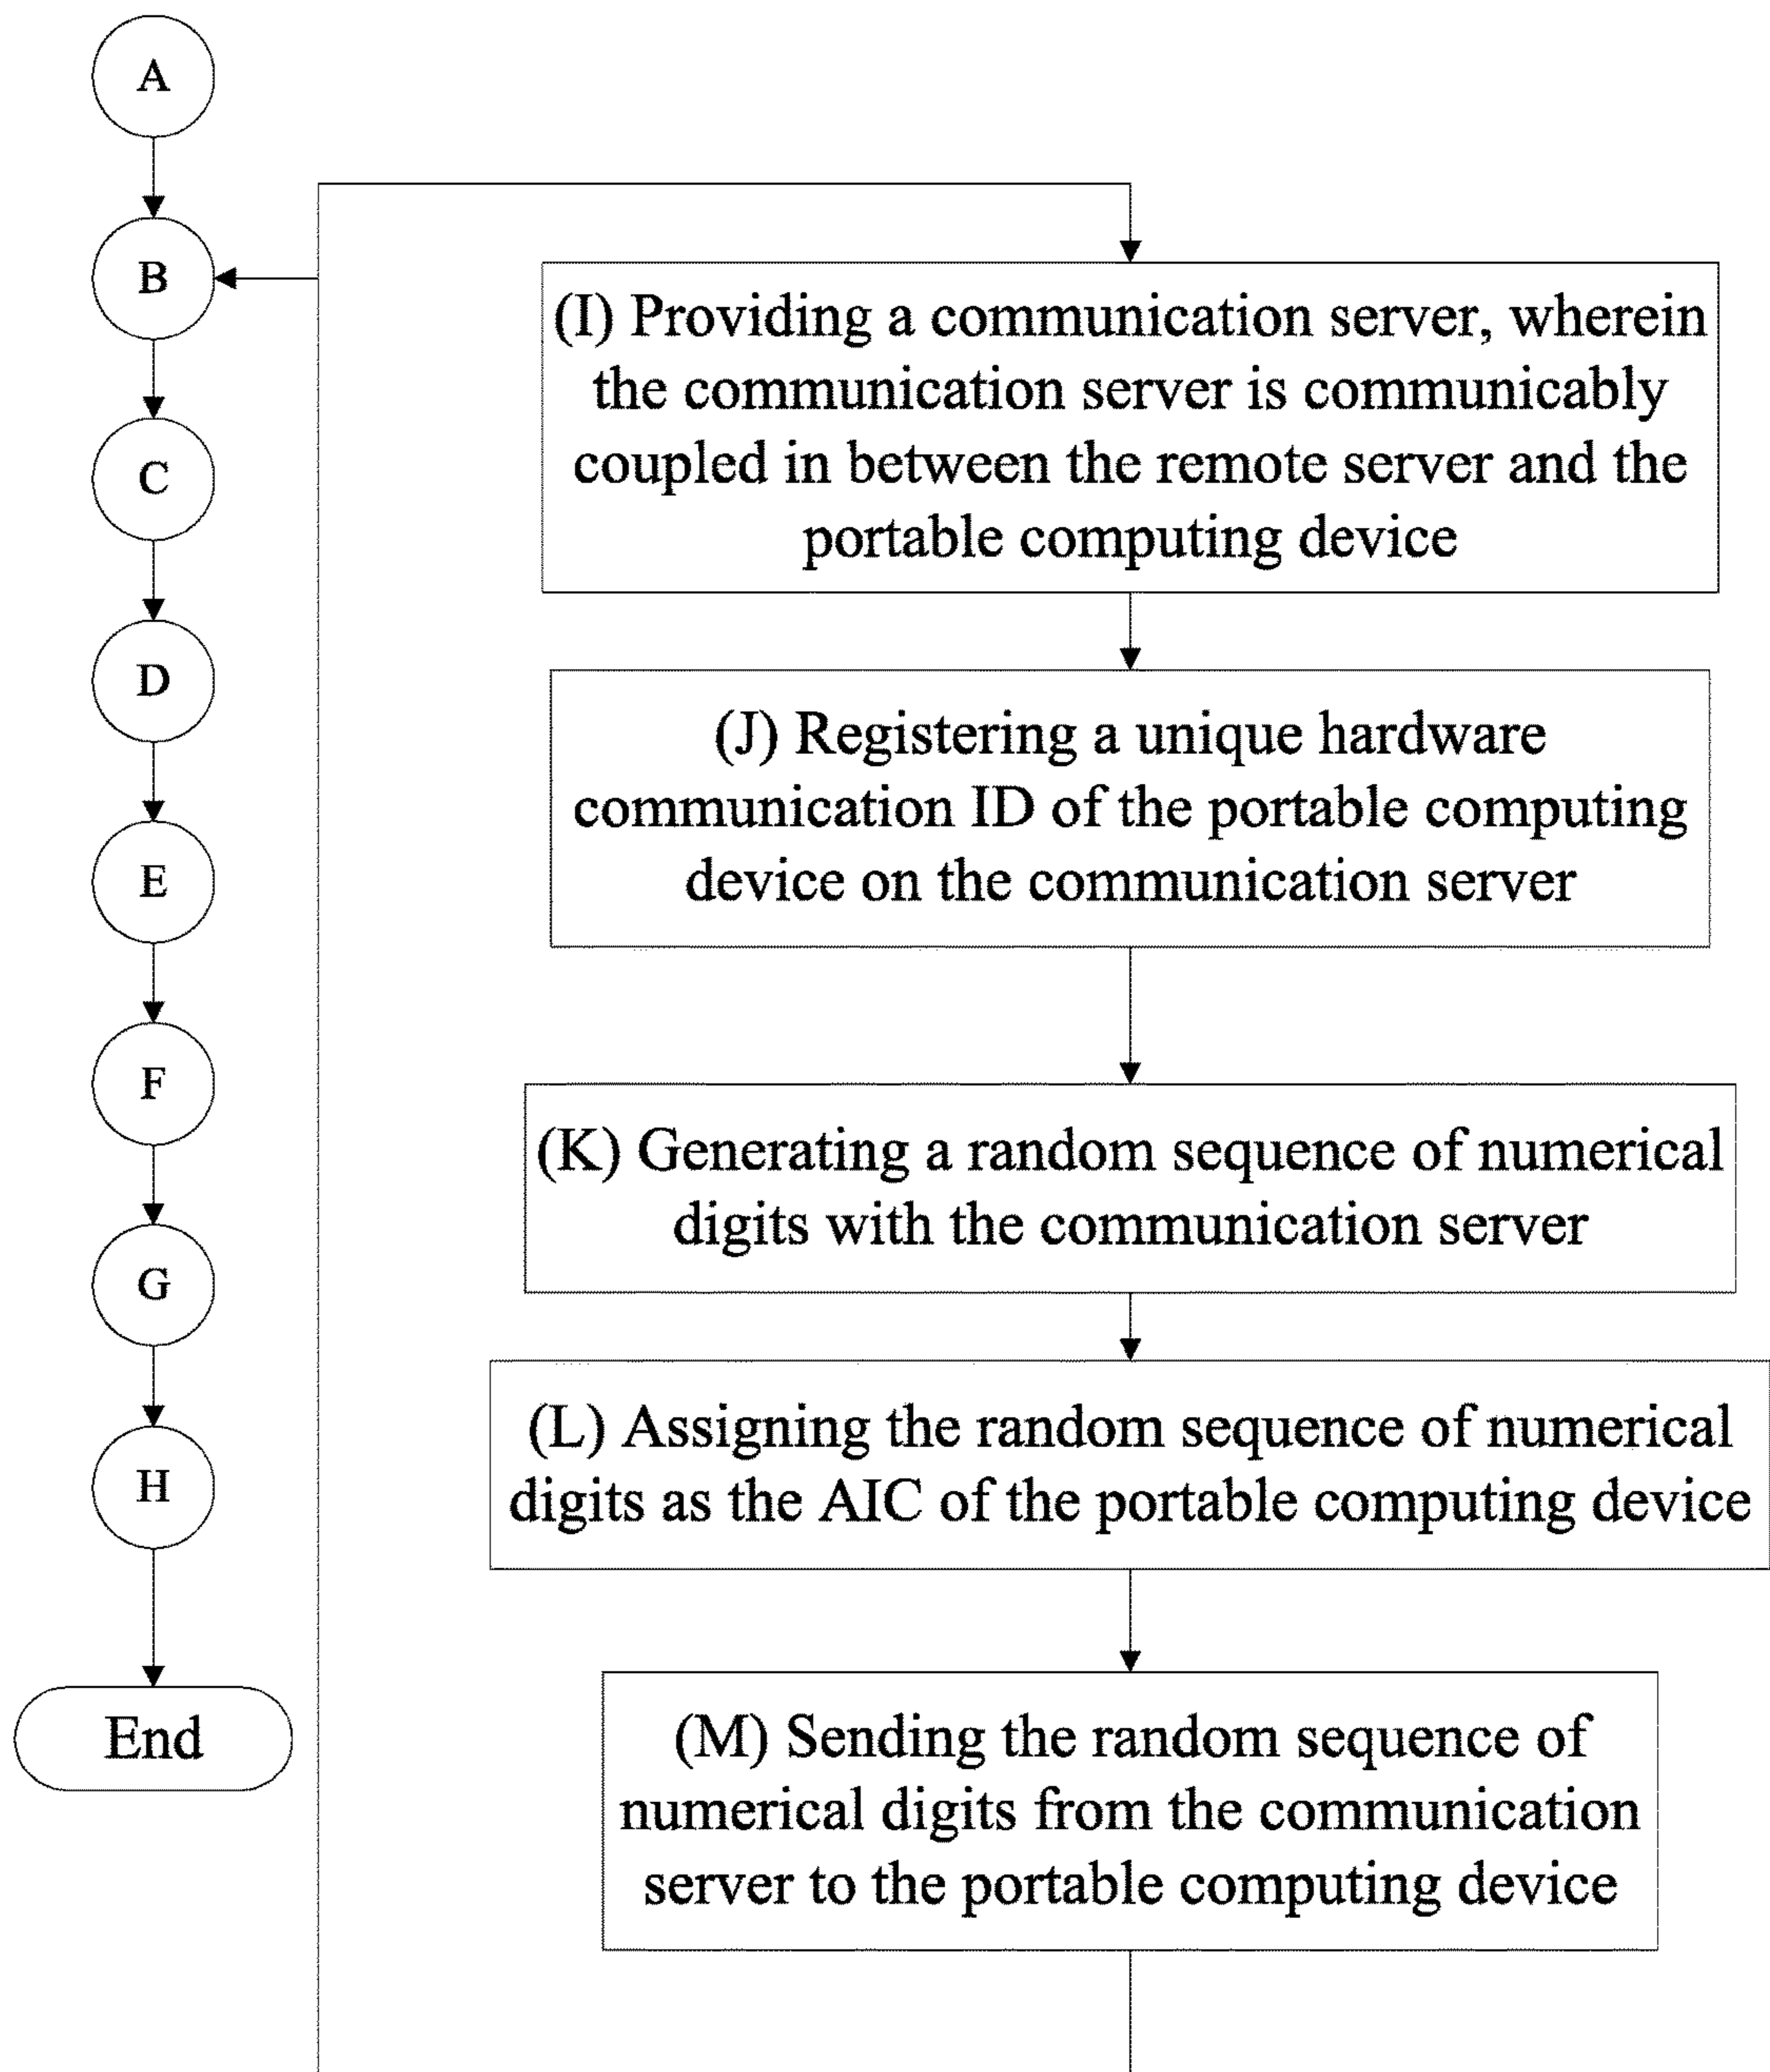 A
B
C
D
E
F
G
H
End
(I) Providing a communication server, wherein
the communication server is communicably
coupled in between the remote server and the
portable computing device
(J) Registering a unique hardware
communication ID of the portable computing
device on the communication server
(K) Generating a random sequence of numerical
digits with the communication server
(L) Assigning the random sequence of numerical
digits as the AIC of the portable computing device
(M) Sending the random sequence of
numerical digits from the communication
server to the portable computing device